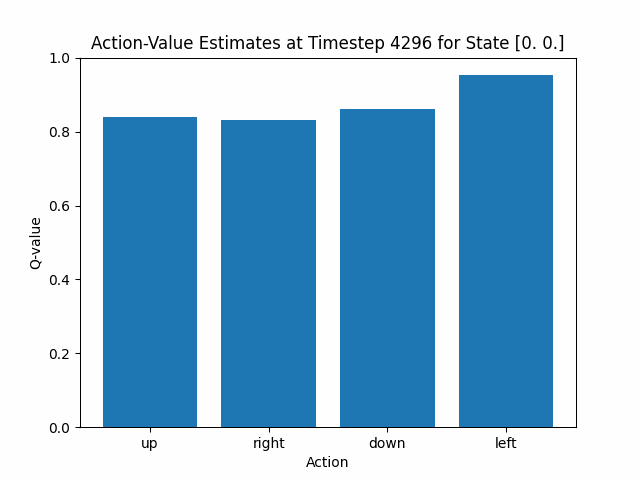 Action-Value Estimates at Timestep 4296 for State [0. 0.]
1.0
0.8
0.6
0.4
0.2
0.0
Q-value
up right down left
Action